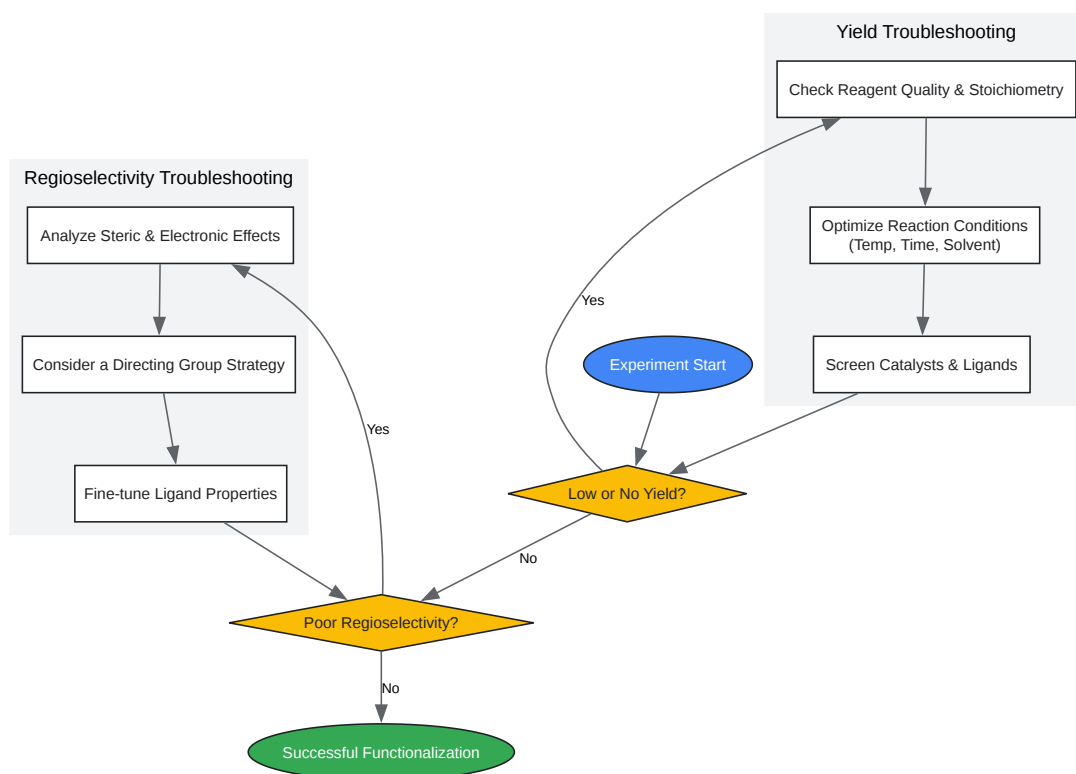 Yield Troubleshooting
Check Reagent Quality & Stoichiometry
Regioselectivity Troubleshooting
Analyze Steric & Electronic Effects
Optimize Reaction Conditions
(Temp, Time, Solvent)
Yes
Consider a Directing Group Strategy
Experiment Start
Screen Catalysts & Ligands
Yes
Fine-tune Ligand Properties
Low or No Yield?
No
Poor Regioselectivity?
No
Successful Functionalization